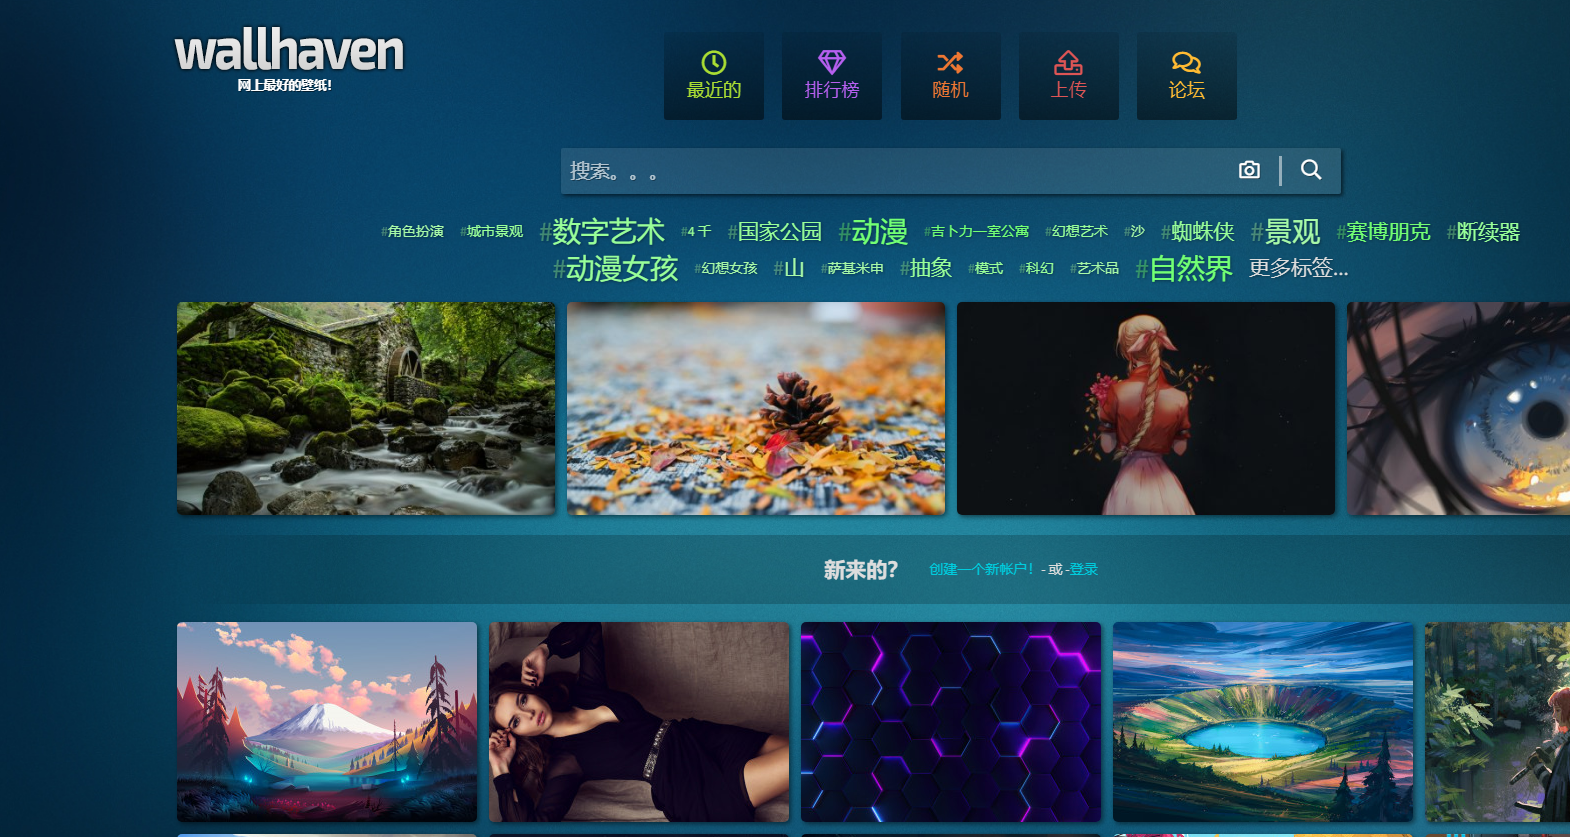 wallhaven
网上最好的壁纸!
最近的 排行榜 随机 上传 论坛
搜索。。。
#角色扮演 #城市景观 #数字艺术 #4 千 #国家公园 #动漫 #吉卜力一室公寓 #幻想艺术 #沙 #蜘蛛侠 #景观 #赛博朋克 #断续器
#动漫女孩 #幻想女孩 #山 #萨基米申 #抽象 #模式 #科幻 #艺术品 #自然界 更多标签...
新来的? 创建一个新帐户! - 或 -登录